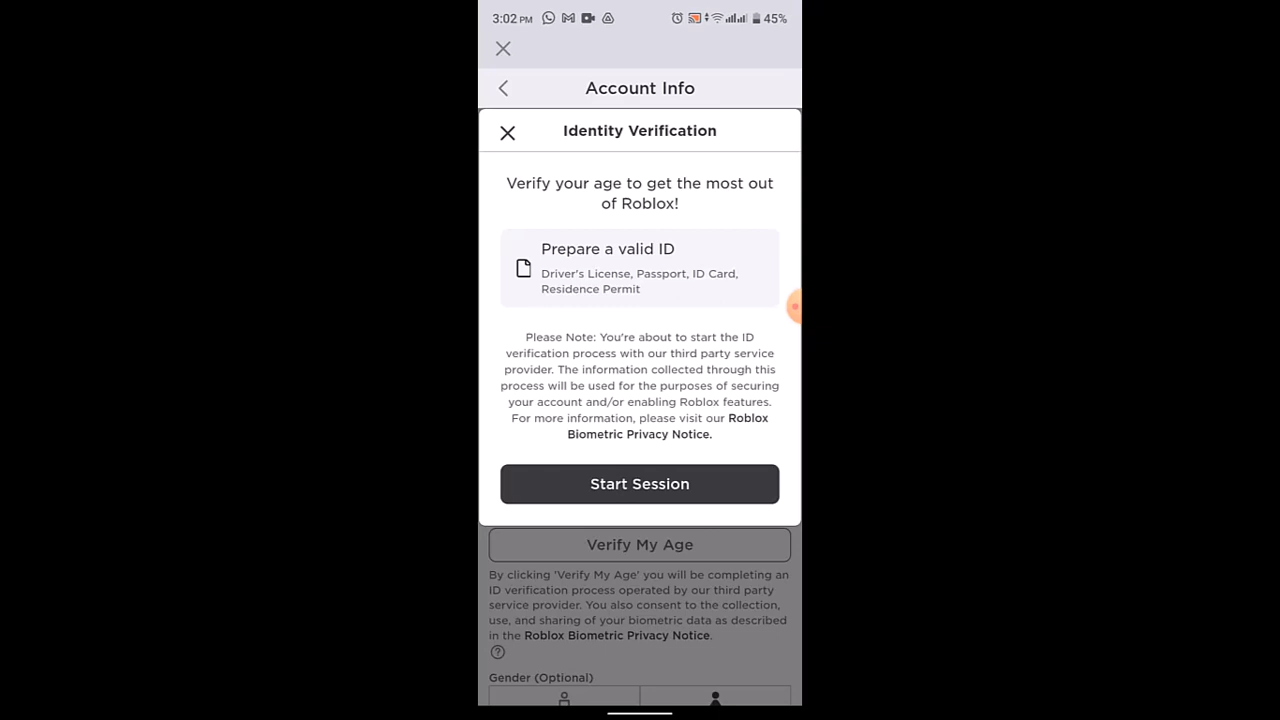 3:02 PM
45%
Account Info
Identity Verification
Verify your age to get the most out
of Roblox!
Prepare a valid ID
Driver's License, Passport, ID Card,
Residence Permit
Please Note: You're about to start the ID
verification process with our third party service
provider. The information collected through this
process will be used for the purposes of securing
your account and/or enabling Roblox features.
For more information, please visit our Roblox
Biometric Privacy Notice.
Start Session
Verify My Age
By clicking 'Verify My Age' you will be completing an
ID verification process operated by our third party
service provider. You also consent to the collection,
use, and sharing of your biometric data as described
in the Roblox Biometric Privacy Notice.
Gender (Optional)